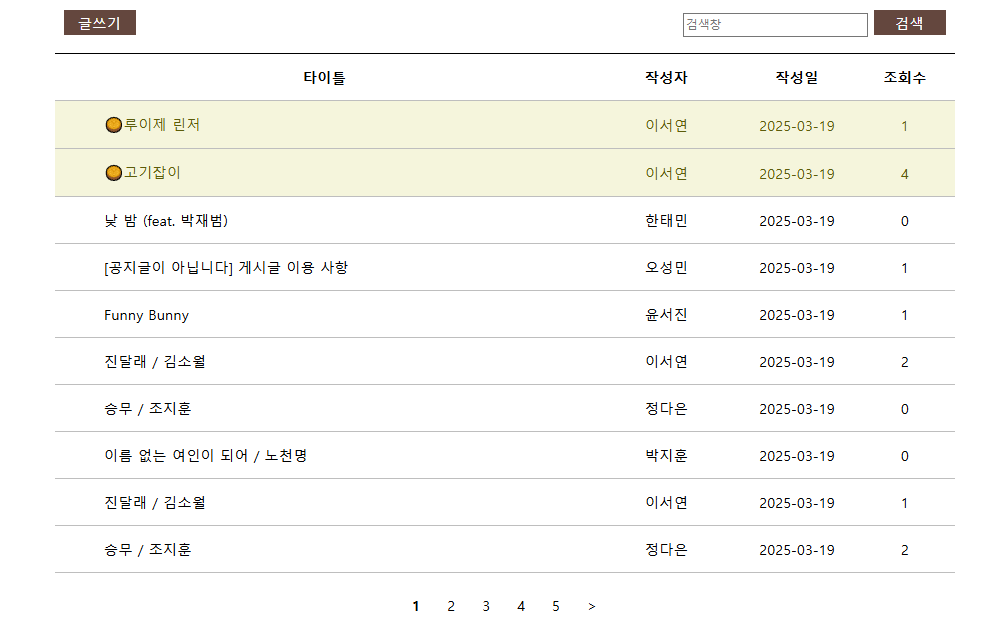 글쓰기 검색창 검색
타이틀 작성자 작성일 조회수
루이제 린저 이서연 2025-03-19 1
고기잡이 이서연 2025-03-19 4
낮 밤 (feat. 박재범) 한태민 2025-03-19 0
[공지글이 아닙니다] 게시글 이용 사항 오성민 2025-03-19 1
Funny Bunny 윤서진 2025-03-19 1
진달래 / 김소월 이서연 2025-03-19 2
승무 / 조지훈 정다은 2025-03-19 0
이름 없는 여인이 되어 / 노천명 박지훈 2025-03-19 0
진달래 / 김소월 이서연 2025-03-19 1
승무 / 조지훈 정다은 2025-03-19 2
1 2 3 4 5 >